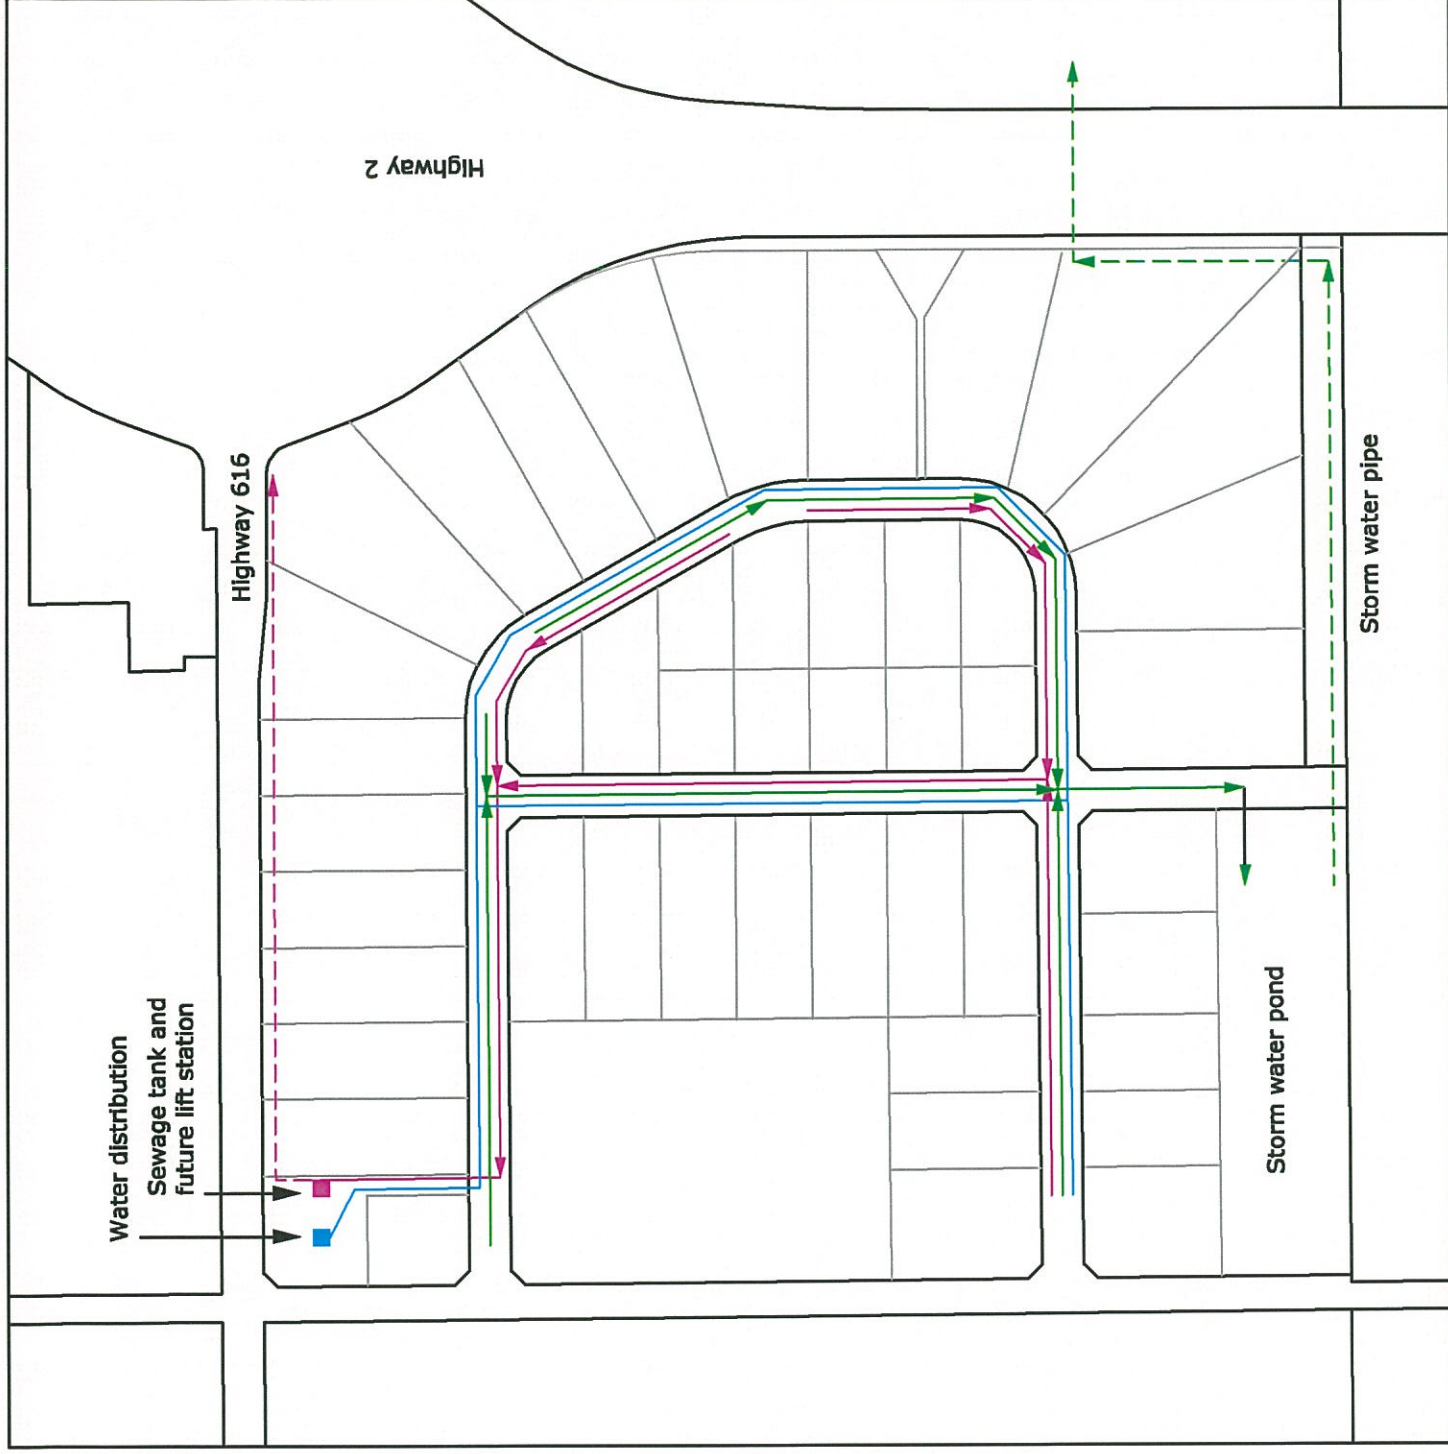 Highway 2
Highway 616
Storm water pipe
Water distribution
Sewage tank and
future lift station
Storm water pond